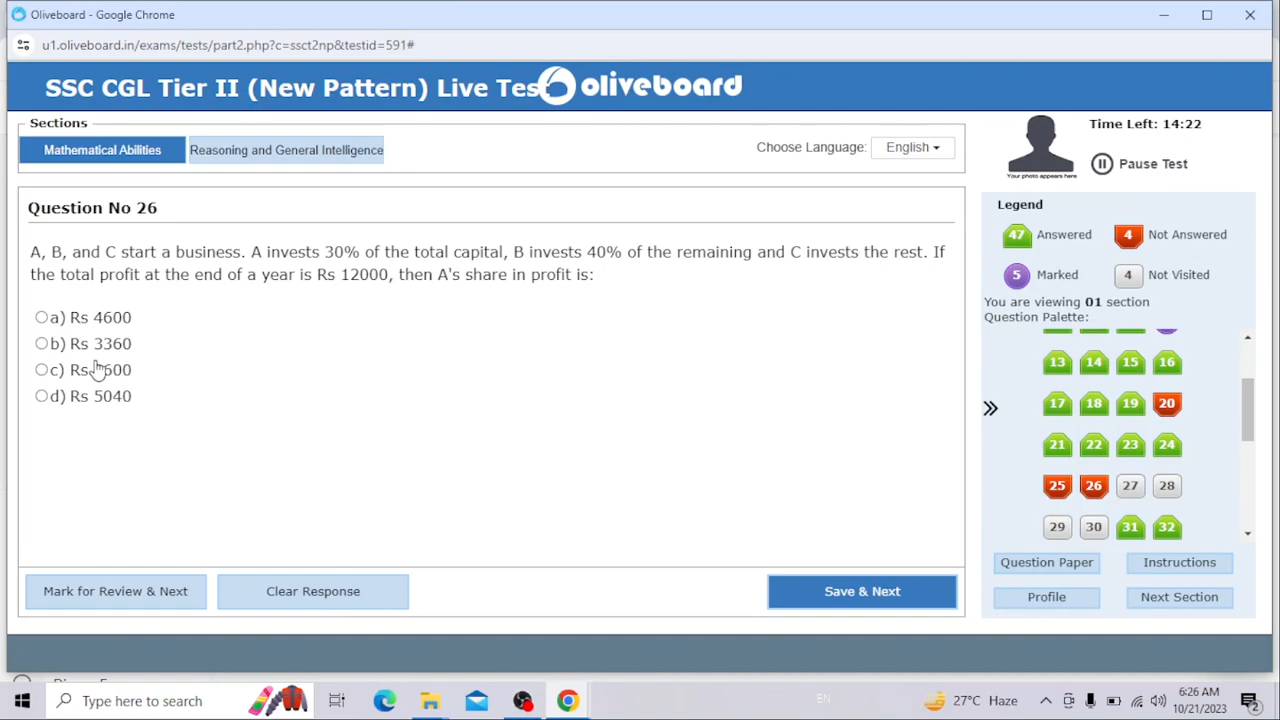 Oliveboard - Google Chrome
u1.oliveboard.in/exams/tests/part2.php?c=ssct2np&testid=591#
SSC CGL Tier II (New Pattern) Live Tes
oliveboard
Sections
Mathematical Abilities
Reasoning and General Intelligence
Choose Language:
English
Your photo appears here
Time Left: 14:22
Pause Test
Question No 26
A, B, and C start a business. A invests 30% of the total capital, B invests 40% of the remaining and C invests the rest. If
the total profit at the end of a year is Rs 12000, then A's share in profit is:
a) Rs 4600
b) Rs 3360
c) Rs 600
d) Rs 5040
Mark for Review & Next
Clear Response
Save & Next
Legend
47 Answered
4 Not Answered
5 Marked
4 Not Visited
You are viewing 01 section
Question Palette:
13 14 15 16
17 18 19 20
21 22 23 24
25 26 27 28
29 30 31 32
Question Paper
Instructions
Profile
Next Section
Type here to search
EN
27°C Haze
6:26 AM
10/21/2023
2